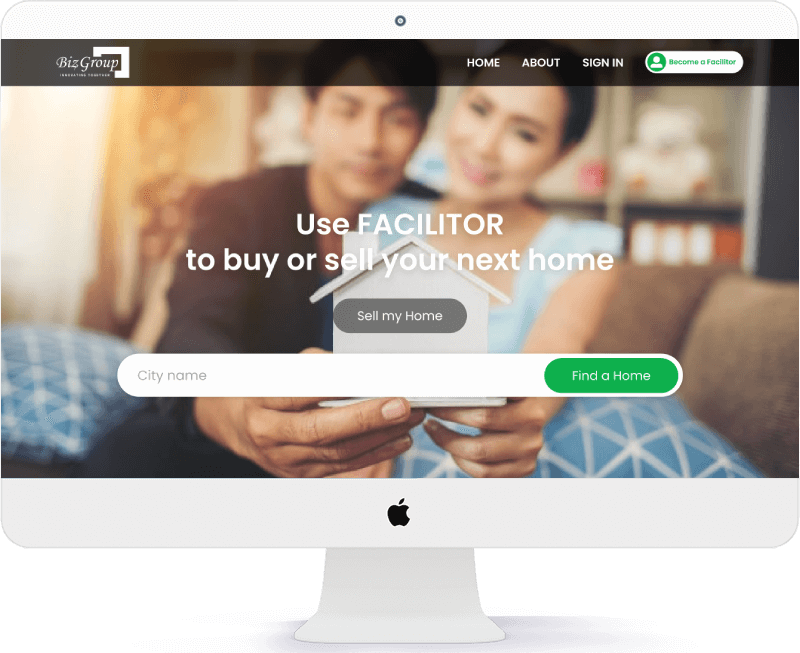 BizGroup
INNOVATING TOGETHER
HOME
ABOUT
SIGN IN
Become a Facilitor
Use FACILITOR
to buy or sell your next home
Sell my Home
City name
Find a Home